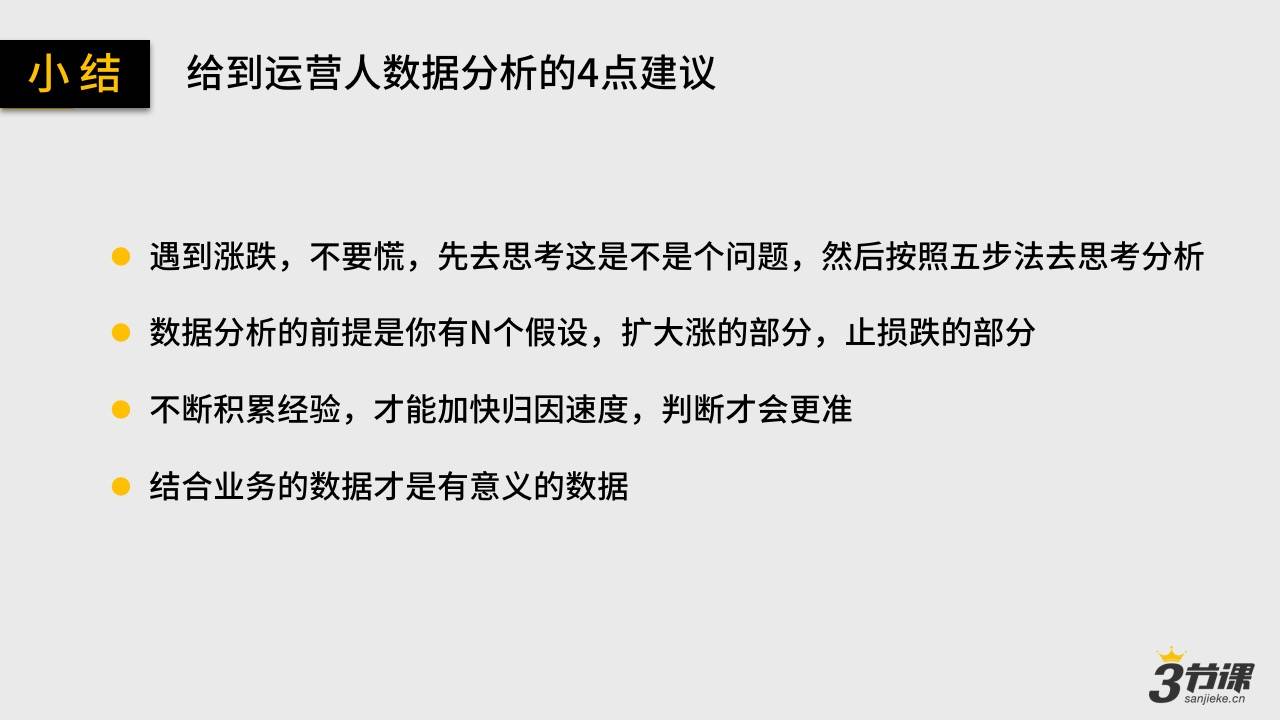 小结
给到运营人数据分析的4点建议
遇到涨跌，不要慌，先去思考这是不是个问题，然后按照五步法去思考分析
数据分析的前提是你有N个假设，扩大涨的部分，止损跌的部分
不断积累经验，才能加快归因速度，判断才会更准
结合业务的数据才是有意义的数据
3节课
sanjieke.cn